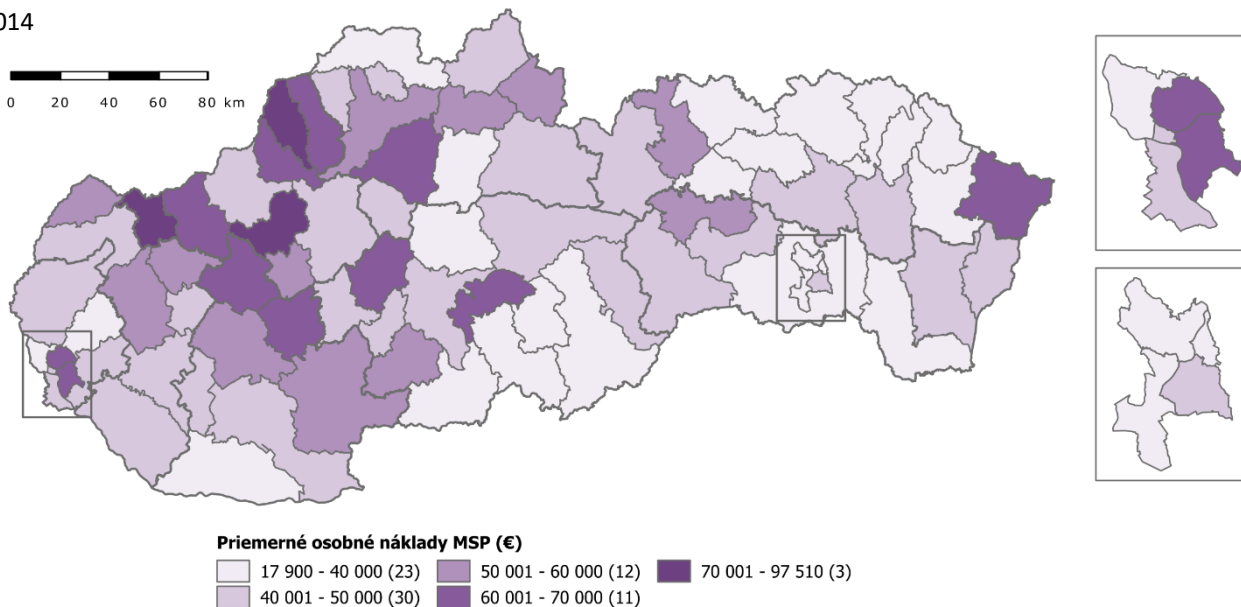 014
0 20 40 60 80 km
Priemerné osobné náklady MSP (€)
17 900 - 40 000 (23) 50 001 - 60 000 (12) 70 001 - 97 510 (3)
40 001 - 50 000 (30) 60 001 - 70 000 (11)